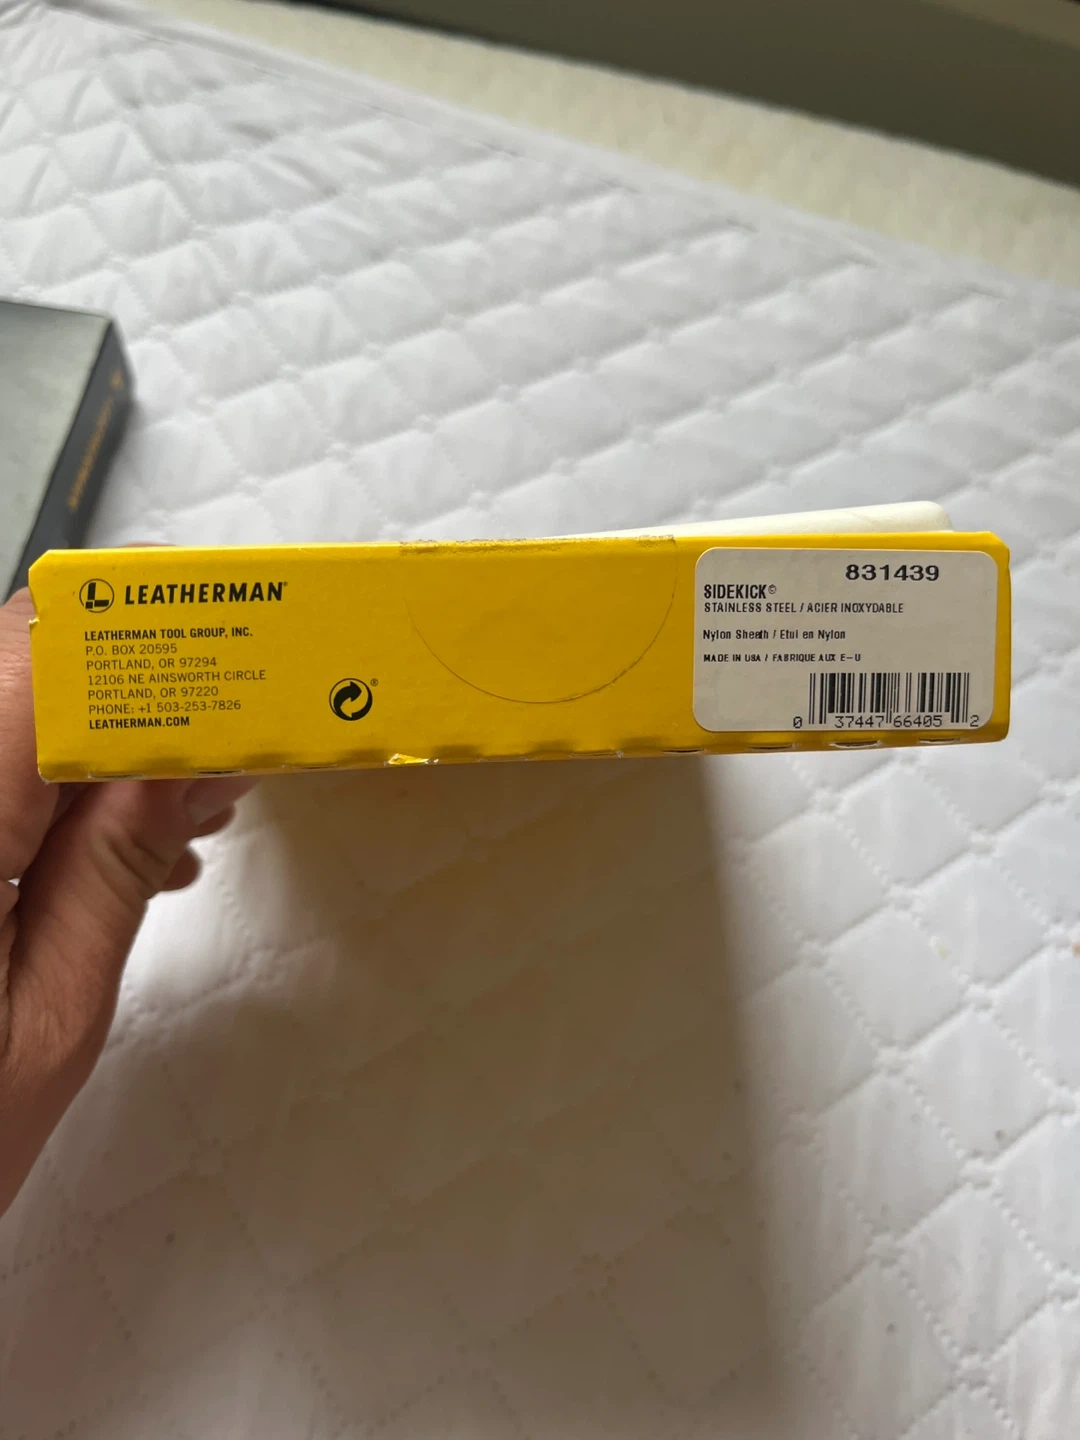 LEATHERMAN®
LEATHERMAN TOOL GROUP, INC.
P.O. BOX 20595
PORTLAND, OR 97294
12106 NE AINSWORTH CIRCLE
PORTLAND, OR 97220
PHONE: +1 503-253-7826
LEATHERMAN.COM
®
831439
SIDEKICK©
STAINLESS STEEL / ACIER INOXYDABLE
Nylon Sheath / Etui en Nylon
MADE IN USA / FABRIQUE AUX E-U
0 37447 66405 2